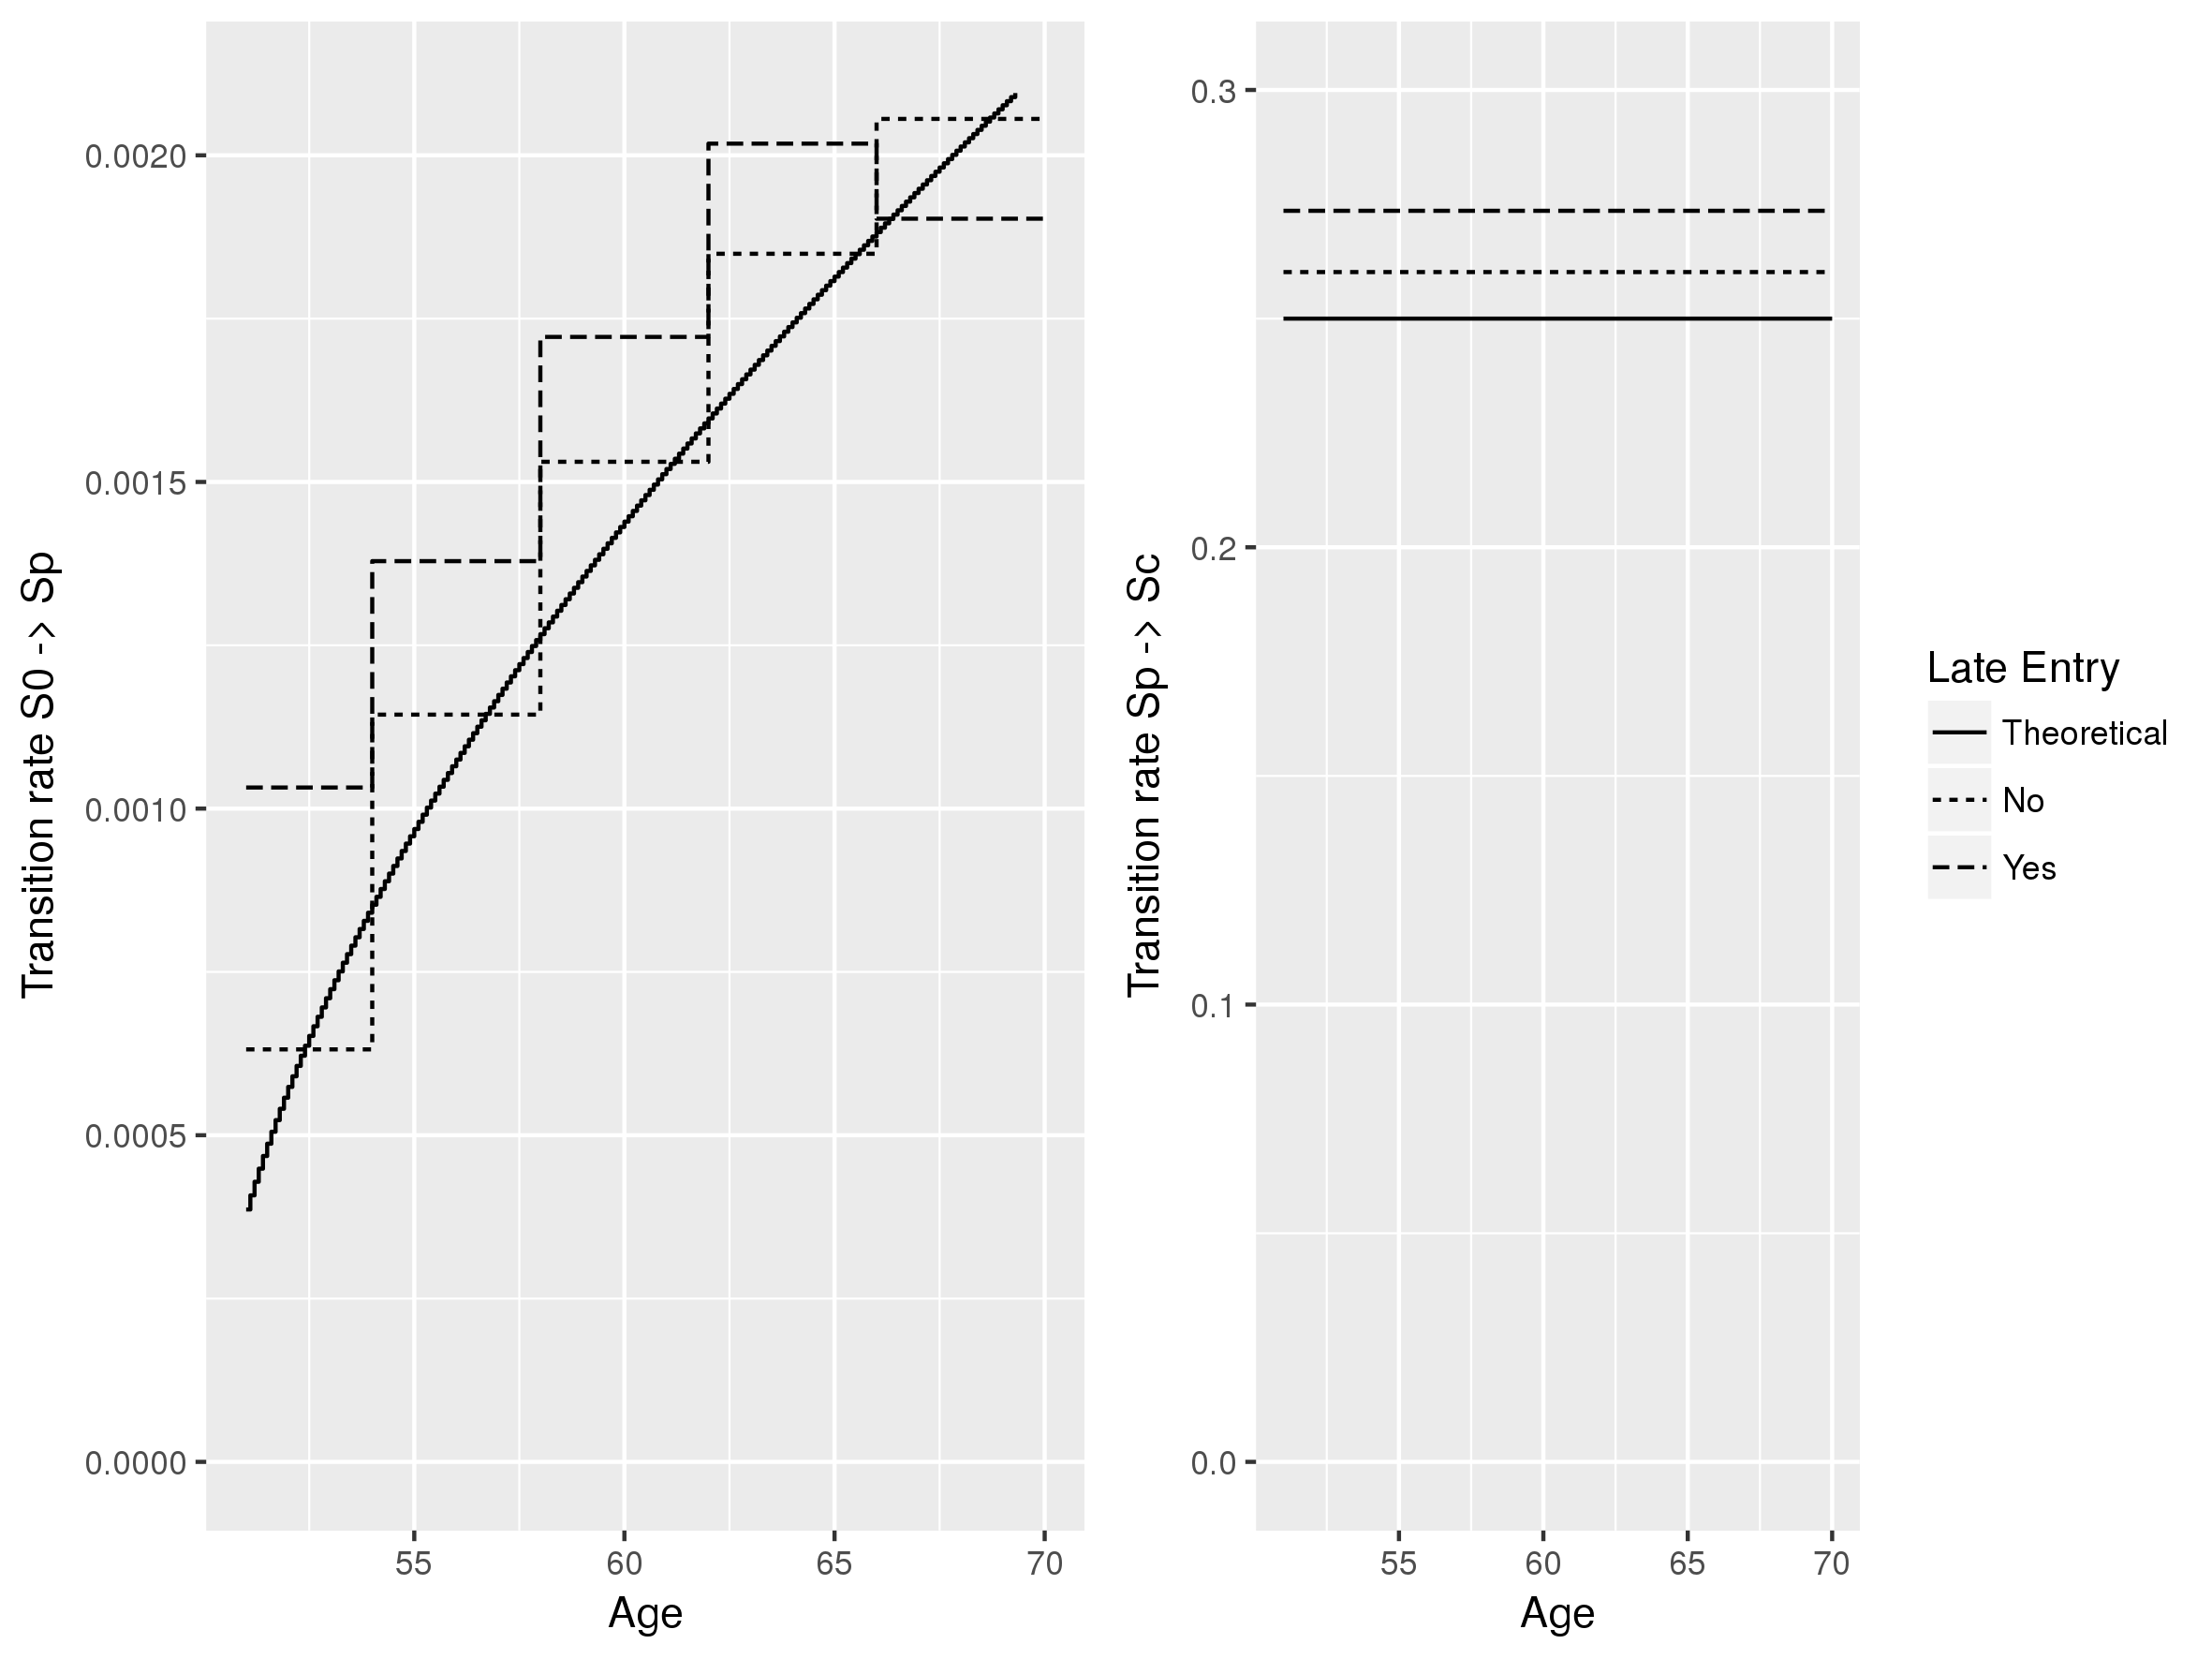 Transition rate S0 -> Sp
0.0020
0.0015
0.0010
0.0005
0.0000
55 60 65 70
Age
Transition rate Sp -> Sc
0.3
0.2
0.1
0.0
55 60 65 70
Age
Late Entry
Theoretical
No
Yes